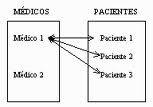 MÉDICOS PACIENTES
Médico 1 Paciente 1
Paciente 2
Médico 2 Paciente 3